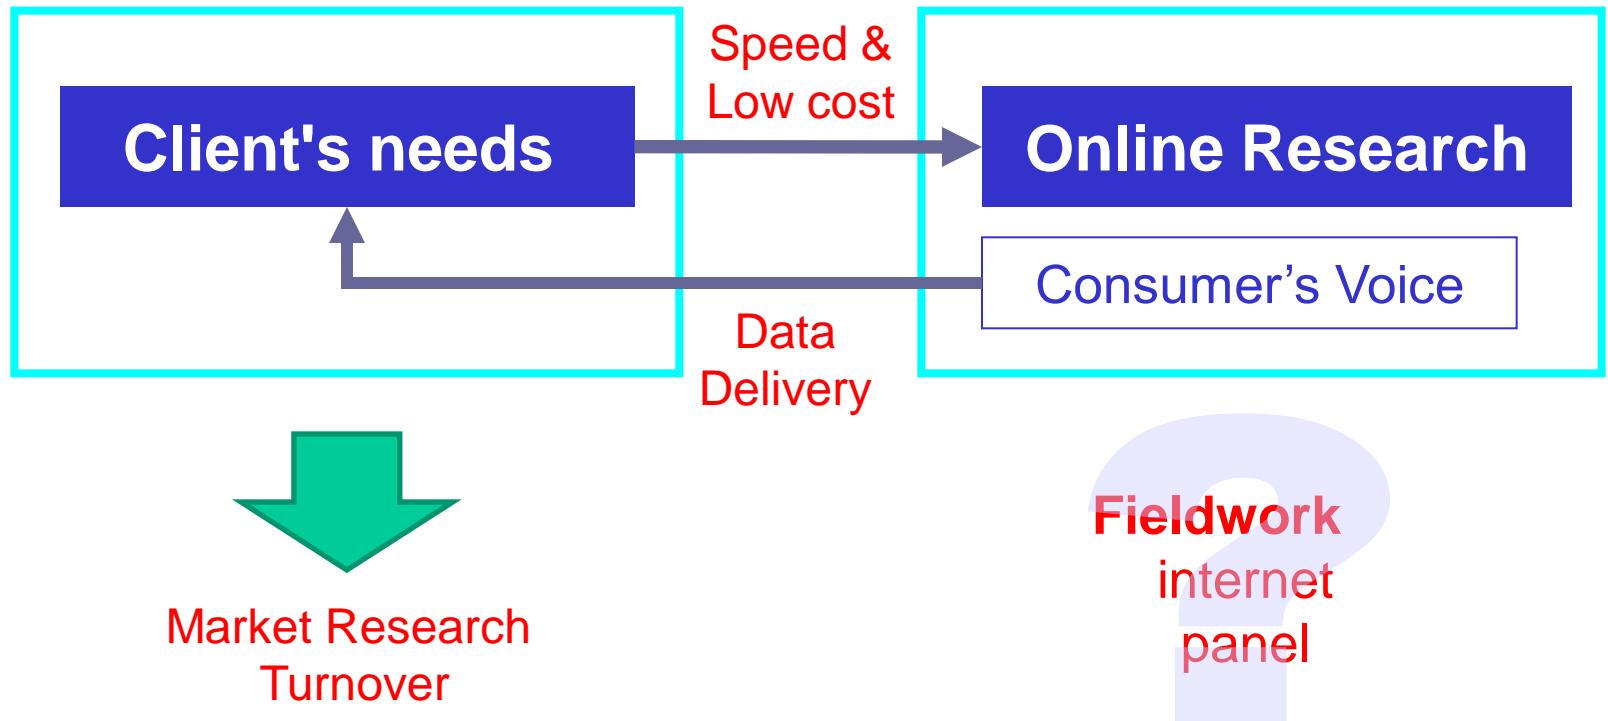 Speed &
Low cost
Client's needs
Online Research
Consumer’s Voice
Data
Delivery
?
Fieldwork
internet
panel
Market Research
Turnover